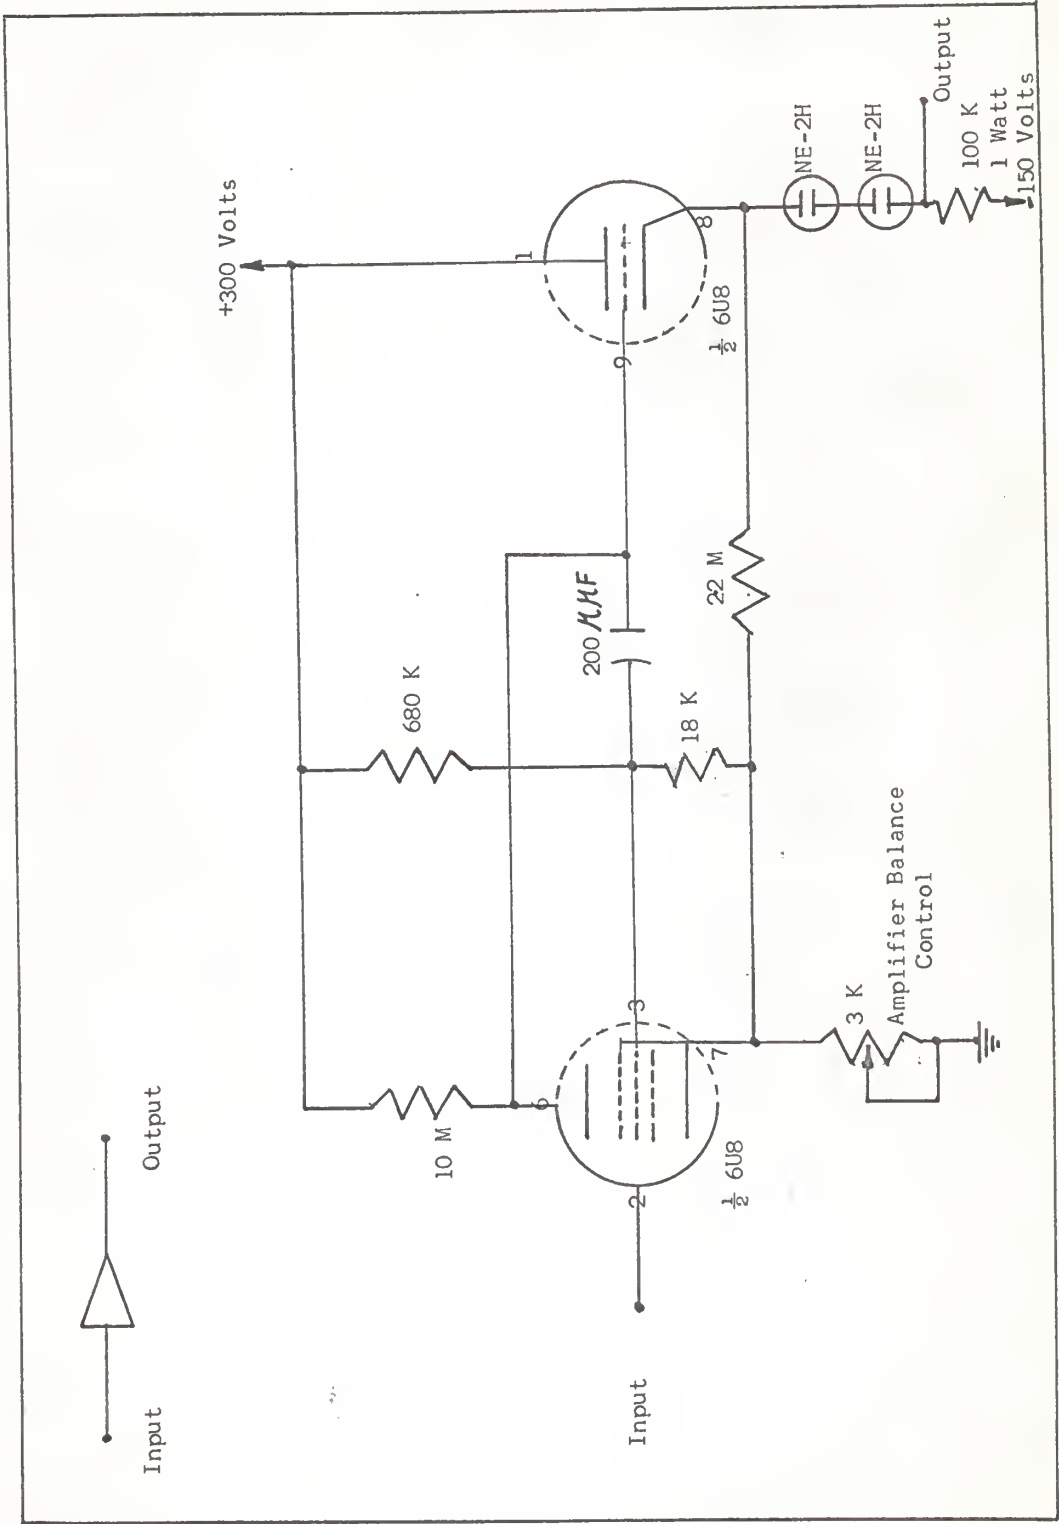 Input
Output
+300 Volts
10 M
680 K
6
1
200 µµF
9
8
2
3
7
Input
½ 6U8
18 K
22 M
½ 6U8
NE-2H
NE-2H
3 K
Amplifier Balance
Control
Output
100 K
1 Watt
-150 Volts